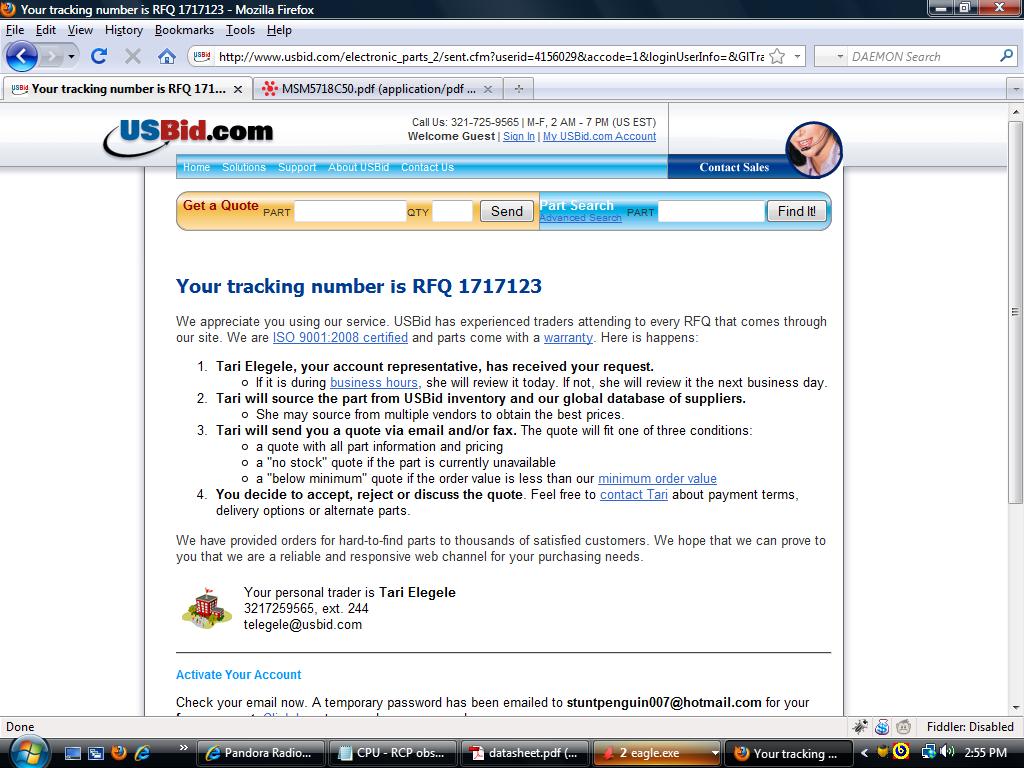 Your tracking number is RFQ 1717123 - Mozilla Firefox
File Edit View History Bookmarks Tools Help
http://www.usbid.com/electronic_parts_2/sent.cfm?userid=4156029&accode=1&loginUserInfo=&GITra
DAEMON Search
USBid Your tracking number is RFQ 171...
MSM5718C50.pdf (application/pdf ...
USBid.com
Call Us: 321-725-9565 | M-F, 2 AM - 7 PM (US EST)
Welcome Guest | Sign In | My USBid.com Account
Home Solutions Support About USBid Contact Us
Contact Sales
Get a Quote PART QTY Send
Part Search
Advanced Search PART Find It!
Your tracking number is RFQ 1717123
We appreciate you using our service. USBid has experienced traders attending to every RFQ that comes through
our site. We are ISO 9001:2008 certified and parts come with a warranty. Here is happens:
1. Tari Elegele, your account representative, has received your request.
If it is during business hours, she will review it today. If not, she will review it the next business day.
2. Tari will source the part from USBid inventory and our global database of suppliers.
She may source from multiple vendors to obtain the best prices.
3. Tari will send you a quote via email and/or fax. The quote will fit one of three conditions:
a quote with all part information and pricing
a "no stock" quote if the part is currently unavailable
a "below minimum" quote if the order value is less than our minimum order value
4. You decide to accept, reject or discuss the quote. Feel free to contact Tari about payment terms,
delivery options or alternate parts.
We have provided orders for hard-to-find parts to thousands of satisfied customers. We hope that we can prove to
you that we are a reliable and responsive web channel for your purchasing needs.
Your personal trader is Tari Elegele
3217259565, ext. 244
telegele@usbid.com
Activate Your Account
Check your email now. A temporary password has been emailed to stuntpenguin007@hotmail.com for your
Done
Fiddler: Disabled
Pandora Radio... CPU - RCP obs... datasheet.pdf (... 2 eagle.exe Your tracking ... 2:55 PM